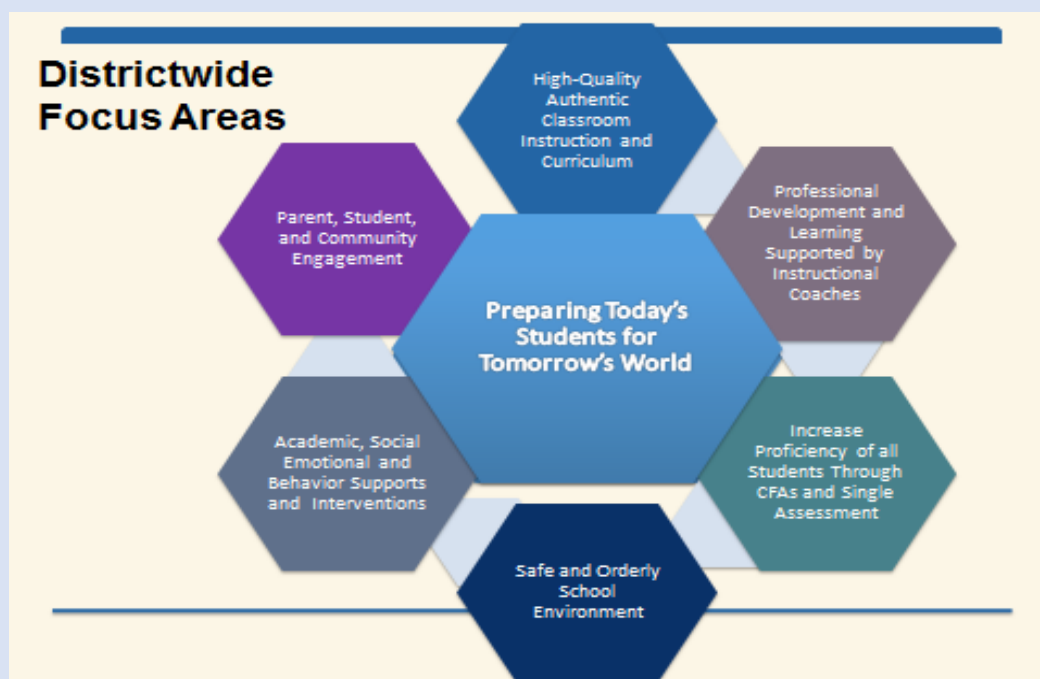 Districtwide
Focus Areas
High-Quality
Authentic
Classroom
Instruction and
Curriculum
Professional
Development and
Learning
Supported by
Instructional
Coaches
Increase
Proficiency of all
Students Through
CFAs and Single
Assessment
Safe and Orderly
School
Environment
Academic, Social
Emotional and
Behavior Supports
and Interventions
Parent, Student,
and Community
Engagement
Preparing Today's
Students for
Tomorrow's World